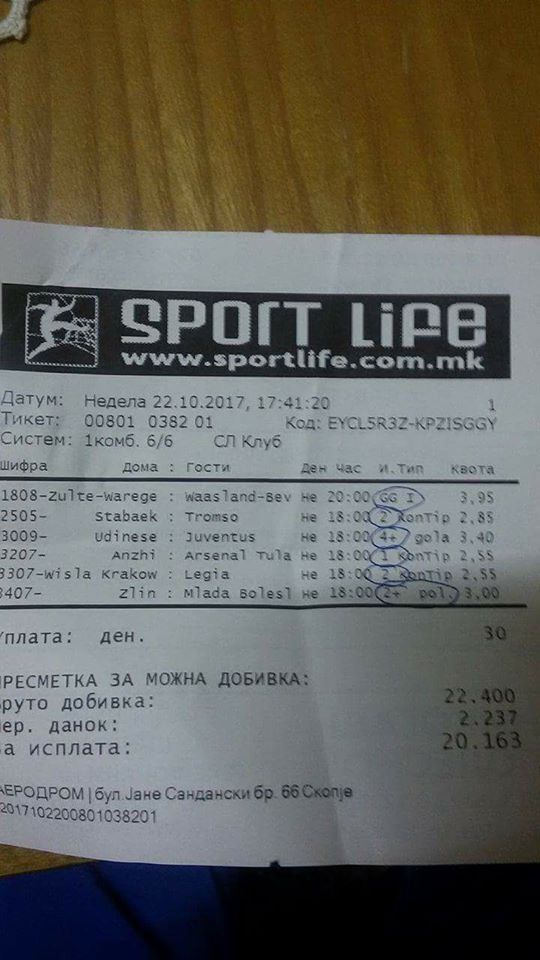 SPORT LIFE
www.sportlife.com.mk
Датум: Недела 22.10.2017, 17:41:20 1
Тикет: 00801 0382 01 Код: EYCL5R3Z-KPZISGGY
Систем: 1комб. 6/6 СЛ Клуб
Шифра Дома : Гости Ден Час И.Тип Квота
1808-Zulte-Warege : Waasland-Bev Не 20:00 GG I 3,95
2505- Stabaek : Tromso Не 18:00 2 KonTip 2,85
3009- Udinese : Juventus Не 18:00 4+ gola 3,40
3207- Anzhi : Arsenal Tula Не 18:00 1 KonTip 2,55
3307-Wisla Krakow : Legia Не 18:00 2 KonTip 2,55
3407- Zlin : Mlada Bolesl Не 18:00 2+ pol 3,00
Уплата: ден. 30
ПРЕСМЕТКА ЗА МОЖНА ДОБИВКА:
Бруто добивка: 22.400
Пер. данок: 2.237
За исплата: 20.163
АЕРОДРОМ | бул.Јане Сандански бр. 66 Скопје
2017102200801038201